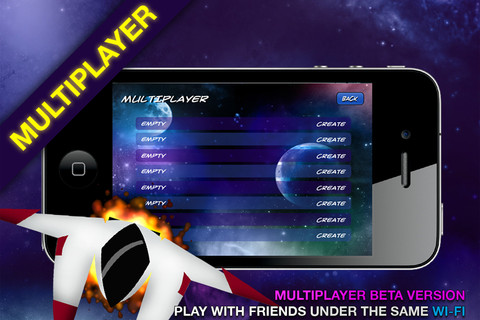 MULTIPLAYER
MULTIPLAYER BACK
EMPTY CREATE
EMPTY CREATE
EMPTY CREATE
EMPTY CREATE
EMPTY CREATE
EMPTY CREATE
CREATE
CREATE
MULTIPLAYER BETA VERSION
PLAY WITH FRIENDS UNDER THE SAME WI-FI